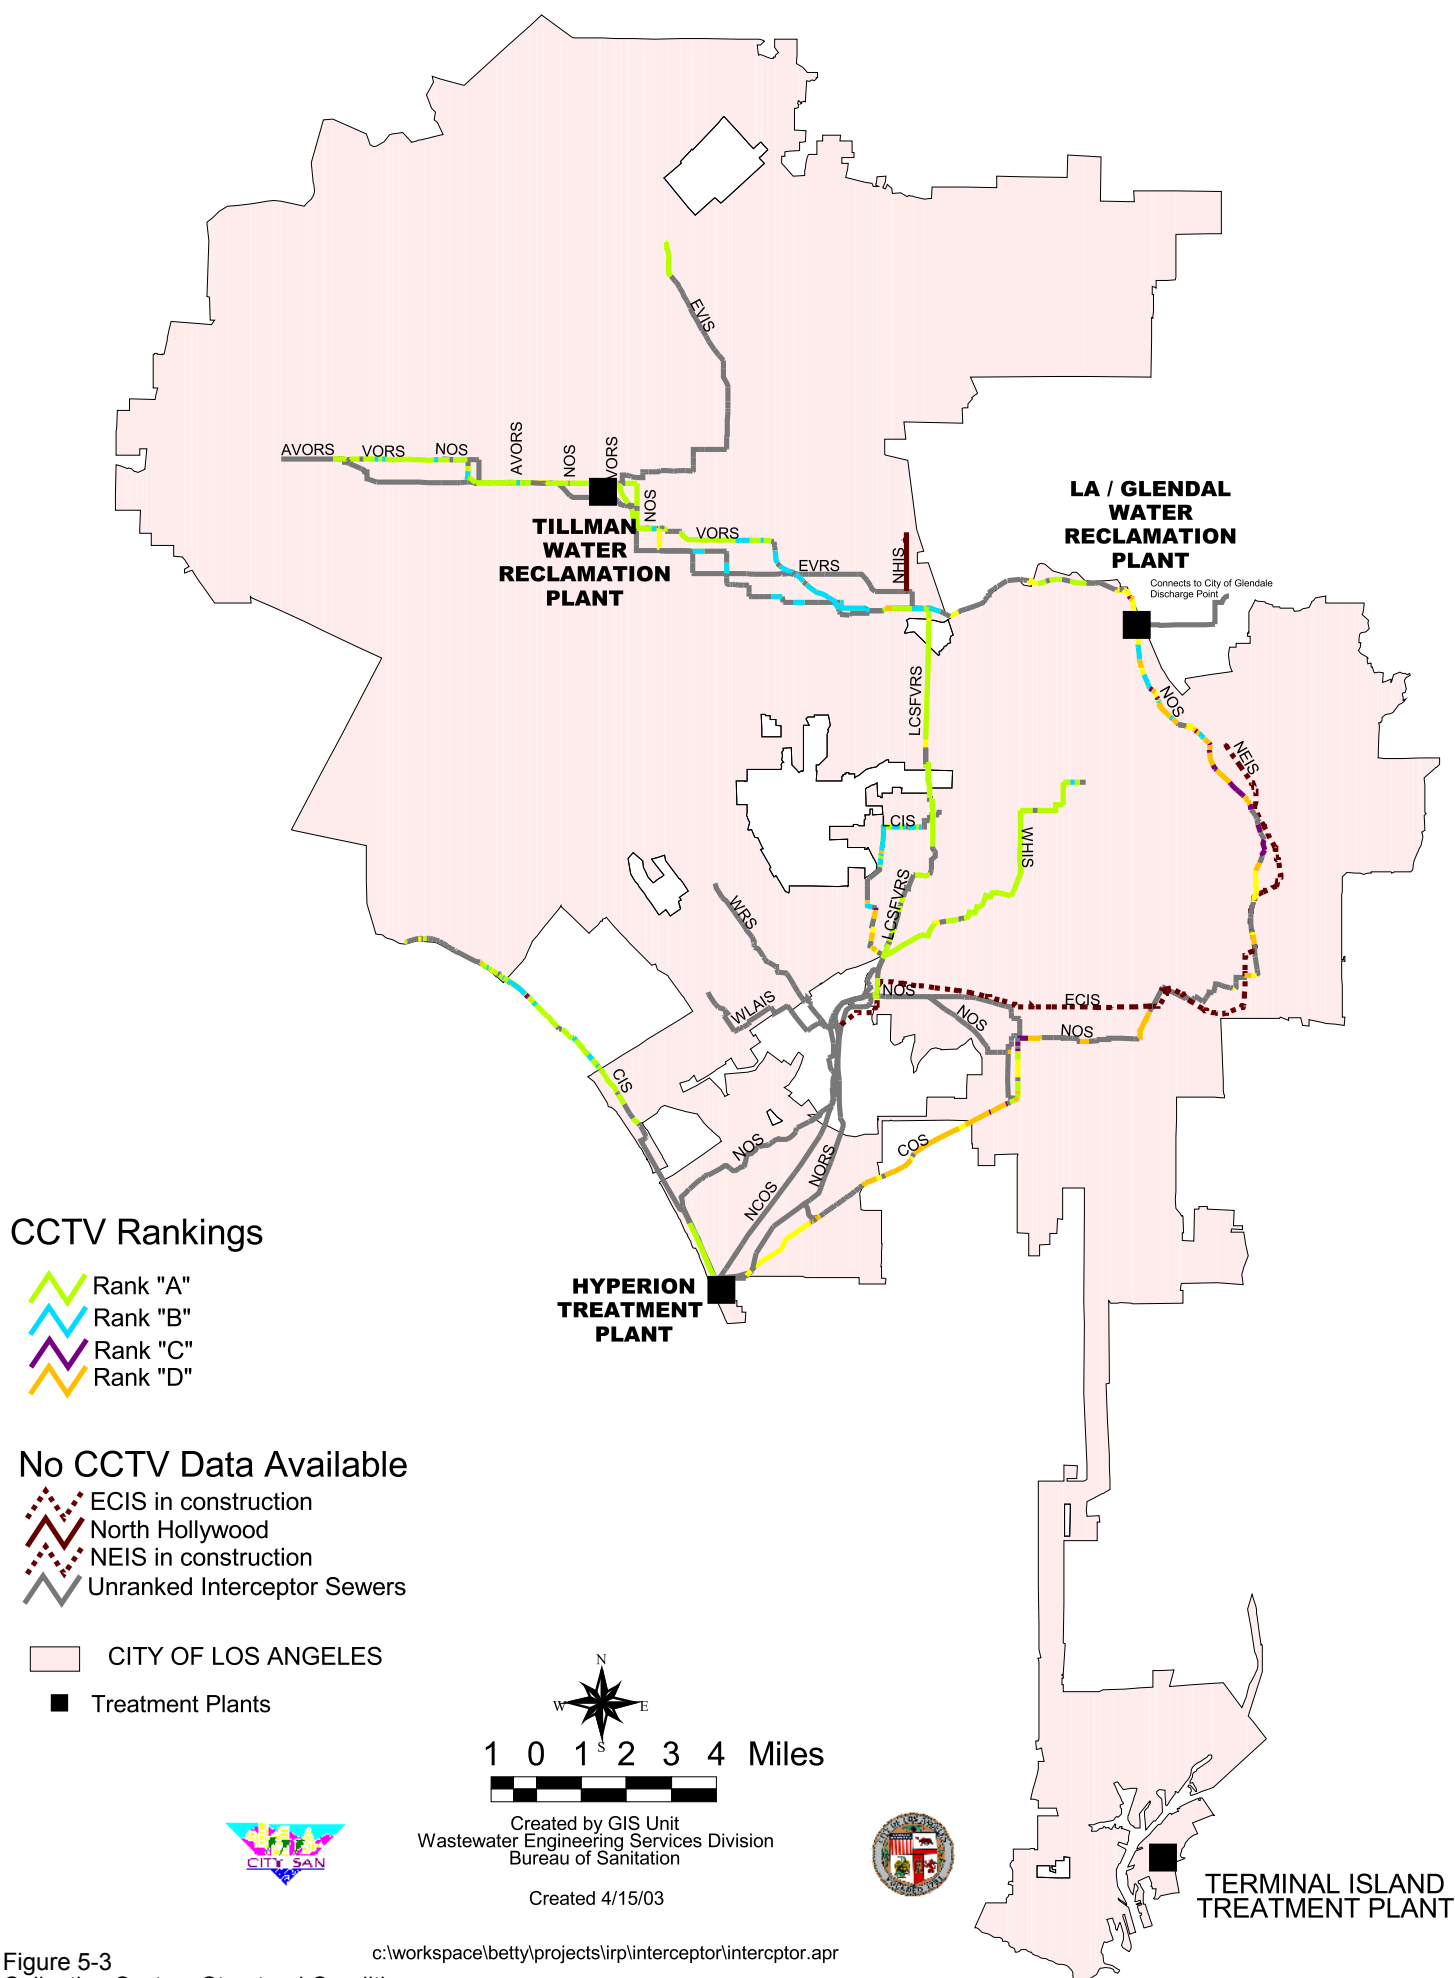 EVIS
AVORS
VORS
NOS
AVORS
NOS
VORS
NOS
LA / GLENDAL
WATER
RECLAMATION
PLANT
Connects to City of Glendale
Discharge Point
TILLMAN
WATER
RECLAMATION
PLANT
VORS
EVRS
NHIS
LCSFVRS
NOS
NEIS
LCIS
WHIS
LCSFVRS
WRS
WLAIS
NOS
ECIS
NOS
NOS
CIS
NOS
NORS
COS
NCOS
HYPERION
TREATMENT
PLANT
CCTV Rankings
Rank "A"
Rank "B"
Rank "C"
Rank "D"
No CCTV Data Available
ECIS in construction
North Hollywood
NEIS in construction
Unranked Interceptor Sewers
CITY OF LOS ANGELES
Treatment Plants
N
W E
S
1 0 1 2 3 4 Miles
Created by GIS Unit
Wastewater Engineering Services Division
Bureau of Sanitation
Created 4/15/03
CITY SAN
TERMINAL ISLAND
TREATMENT PLANT
c:\workspace\betty\projects\irp\interceptor\intercptor.apr
Figure 5-3